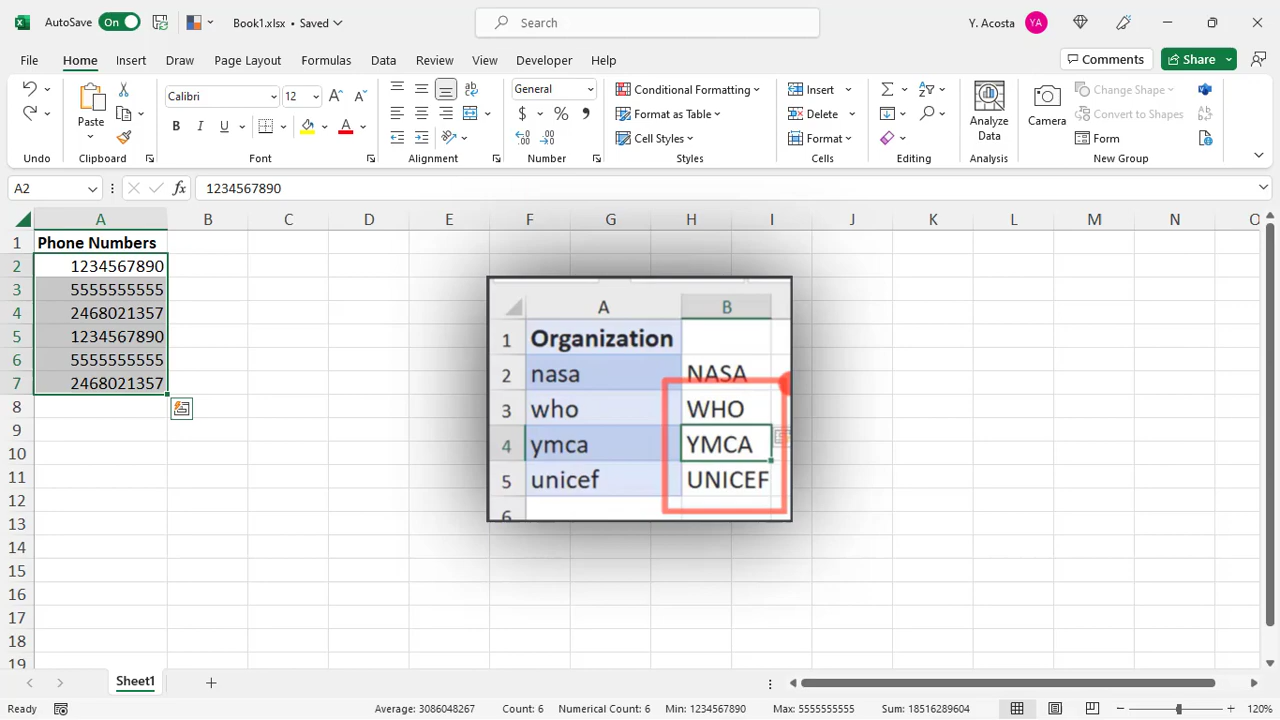 AutoSave On Book1.xlsx • Saved Search Y. Acosta YA
File Home Insert Draw Page Layout Formulas Data Review View Developer Help Comments Share
Calibri 12 General Conditional Formatting Insert Change Shape
Paste Format as Table Delete Analyze Data Camera Convert to Shapes
B I U A $ % , Cell Styles Format Form
Undo Clipboard Font Alignment Number Styles Cells Editing Analysis New Group
A2 fx 1234567890
A B C D E F G H I J K L M N O
1 Phone Numbers
2 1234567890
3 5555555555
4 2468021357
5 1234567890
6 5555555555
7 2468021357
8
9
10
11
12
13
14
15
16
17
18
19
A B
1 Organization
2 nasa NASA
3 who WHO
4 ymca YMCA
5 unicef UNICEF
6
Sheet1
Ready Average: 3086048267 Count: 6 Numerical Count: 6 Min: 1234567890 Max: 5555555555 Sum: 18516289604 120%